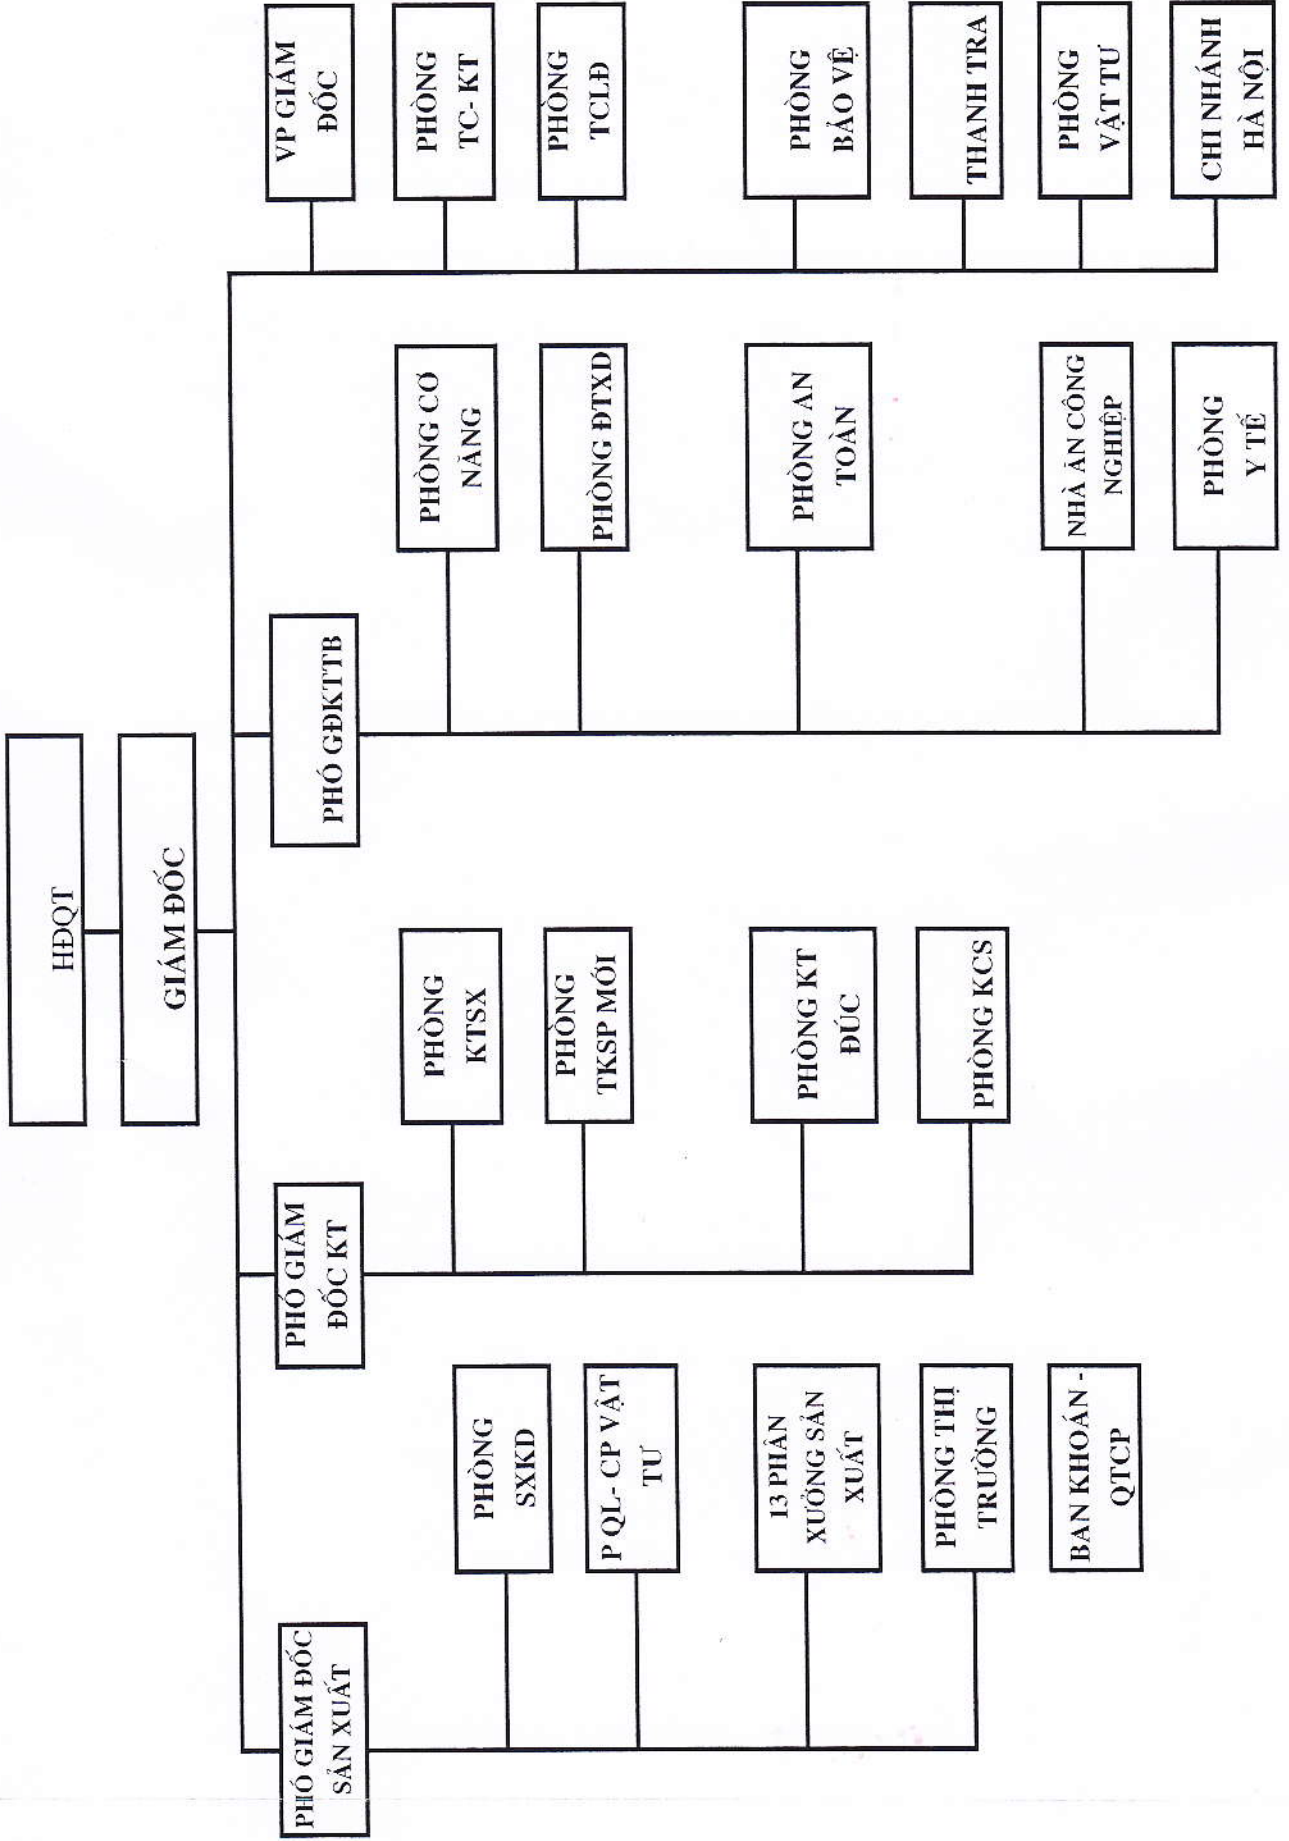 HĐQT
GIÁM ĐỐC
PHÓ GIÁM ĐỐC
SẢN XUẤT
PHÓ GIÁM
ĐỐC KT
PHÓ GĐKTTB
VP GIÁM
ĐỐC
PHÒNG
SXKD
P QL- CP VẬT
TƯ
13 PHÂN
XƯỞNG SẢN
XUẤT
PHÒNG THỊ
TRƯỜNG
BAN KHOÁN -
QTCP
PHÒNG
KTSX
PHÒNG
TKSP MỚI
PHÒNG KT
ĐÚC
PHÒNG KCS
PHÒNG CƠ
NĂNG
PHÒNG ĐTXD
PHÒNG AN
TOÀN
NHÀ ĂN CÔNG
NGHIỆP
PHÒNG
Y TẾ
PHÒNG
TC- KT
PHÒNG
TCLĐ
PHÒNG
BẢO VỆ
THANH TRA
PHÒNG
VẬT TƯ
CHI NHÁNH
HÀ NỘI